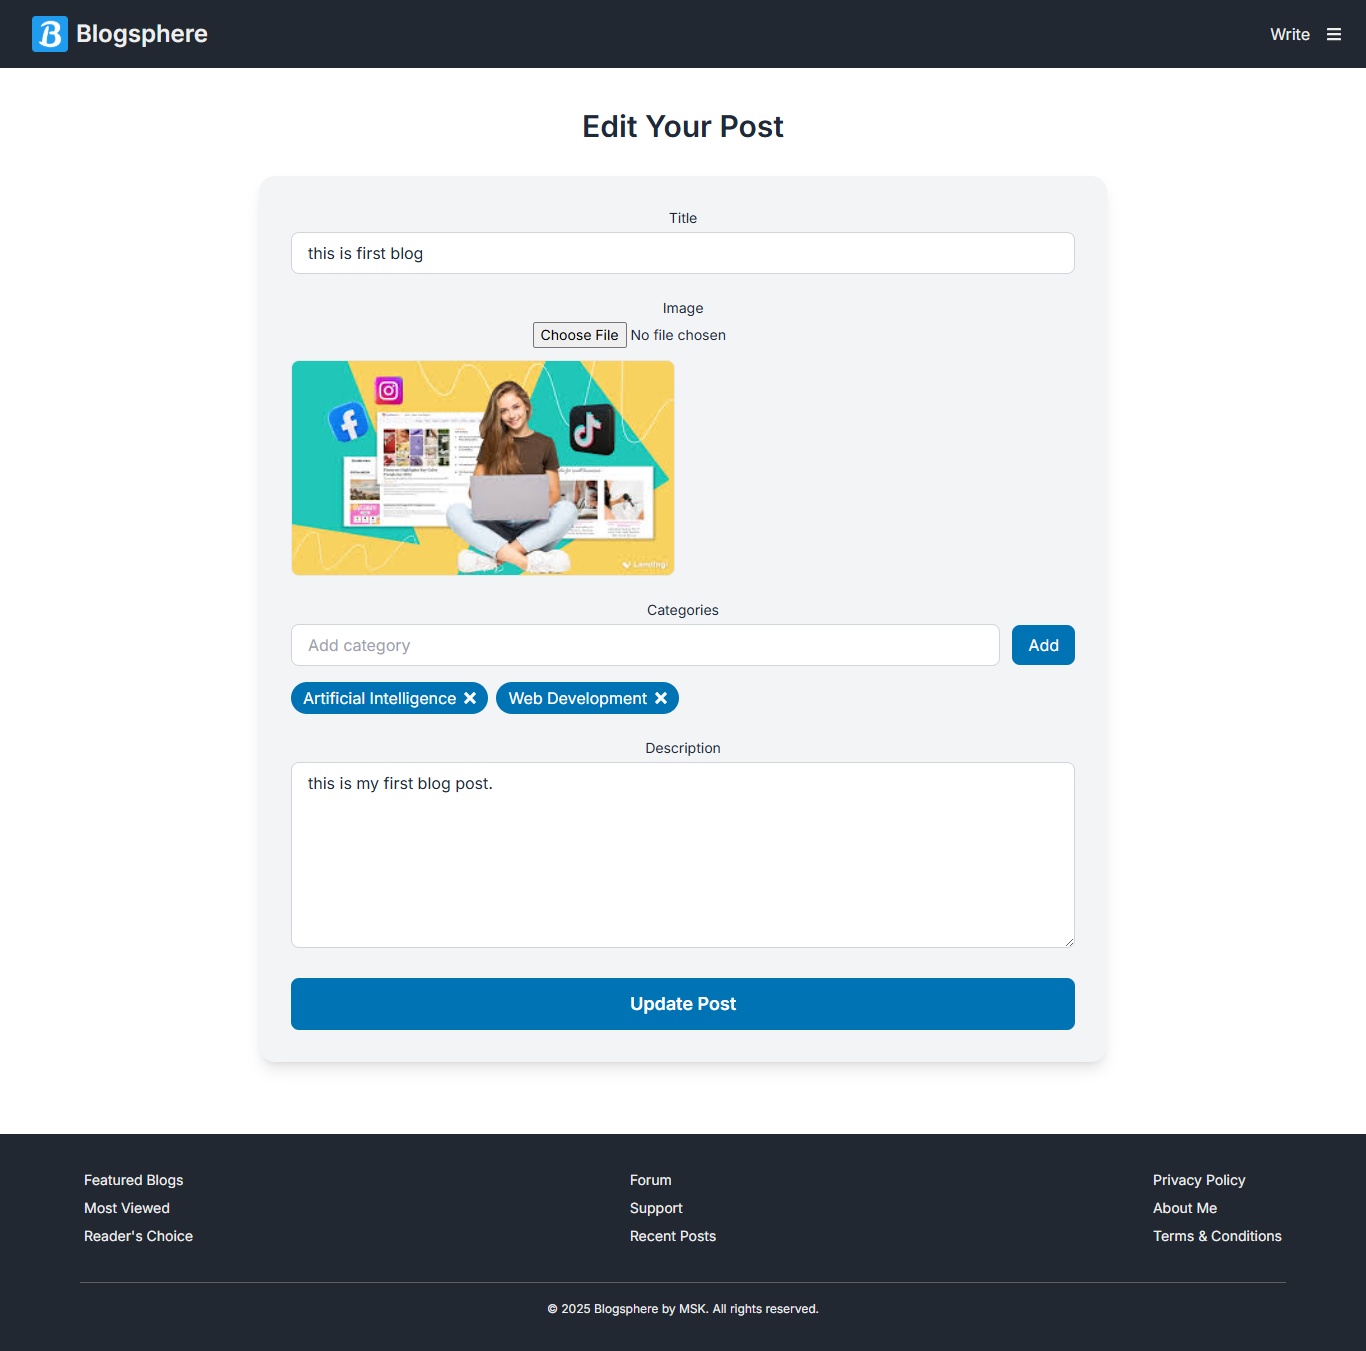 B Blogsphere
Write
Edit Your Post
Title
this is first blog
Image
Choose File No file chosen
Landingi
Categories
Add category
Add
Artificial Intelligence
Web Development
Description
this is my first blog post.
Update Post
Featured Blogs
Most Viewed
Reader's Choice
Forum
Support
Recent Posts
Privacy Policy
About Me
Terms & Conditions
© 2025 Blogsphere by MSK. All rights reserved.